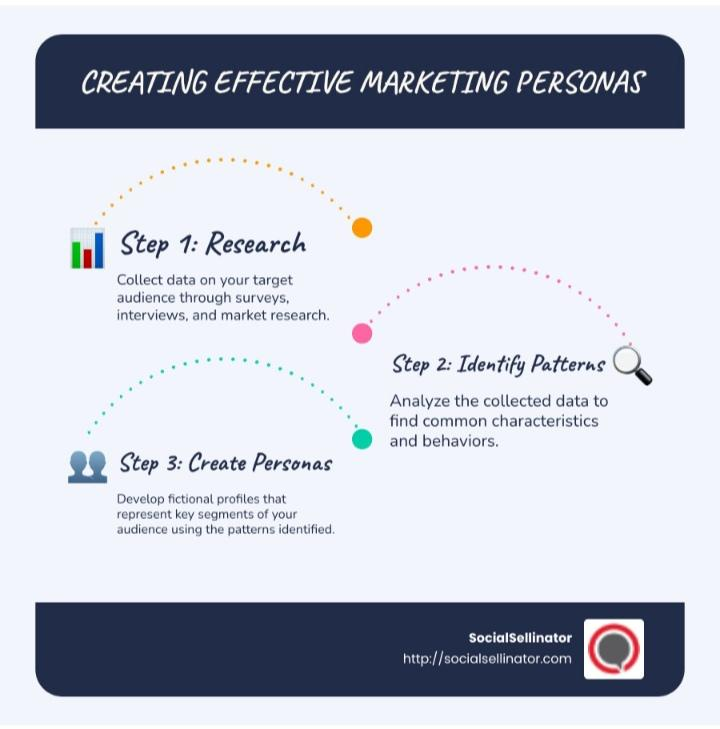 CREATING EFFECTIVE MARKETING PERSONAS
Step 1: Research
Collect data on your target
audience through surveys,
interviews, and market research.
Step 2: Identify Patterns
Analyze the collected data to
find common characteristics
and behaviors.
Step 3: Create Personas
Develop fictional profiles that
represent key segments of your
audience using the patterns identified.
SocialSellinator
http://socialsellinator.com